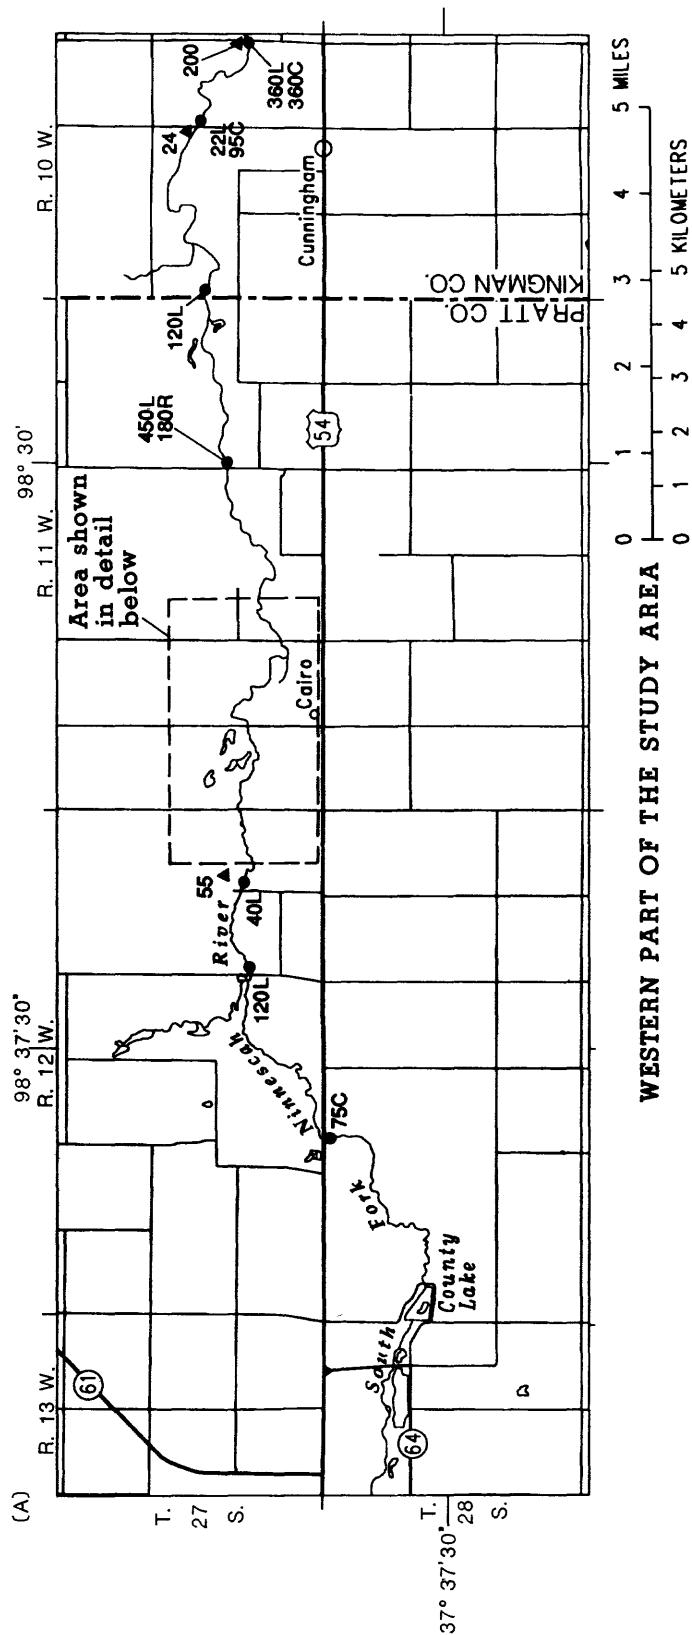 (A)
R. 13 W.
98° 37'30"
R. 12 W.
R. 11 W.
98° 30'
R. 10 W.
61
T.
27
S.
Area shown
in detail
below
River
55
40L
120L
Ninnescah
75C
Fork
South
County
Lake
64
Cairo
450L
180R
120L
24
22L
95C
200
360L
360C
Cunningham
54
PRATT CO.
KINGMAN CO.
T.
28
S.
37° 37'30"
WESTERN PART OF THE STUDY AREA
0 1 2 3 4 5 MILES
0 1 2 3 4 5 KILOMETERS